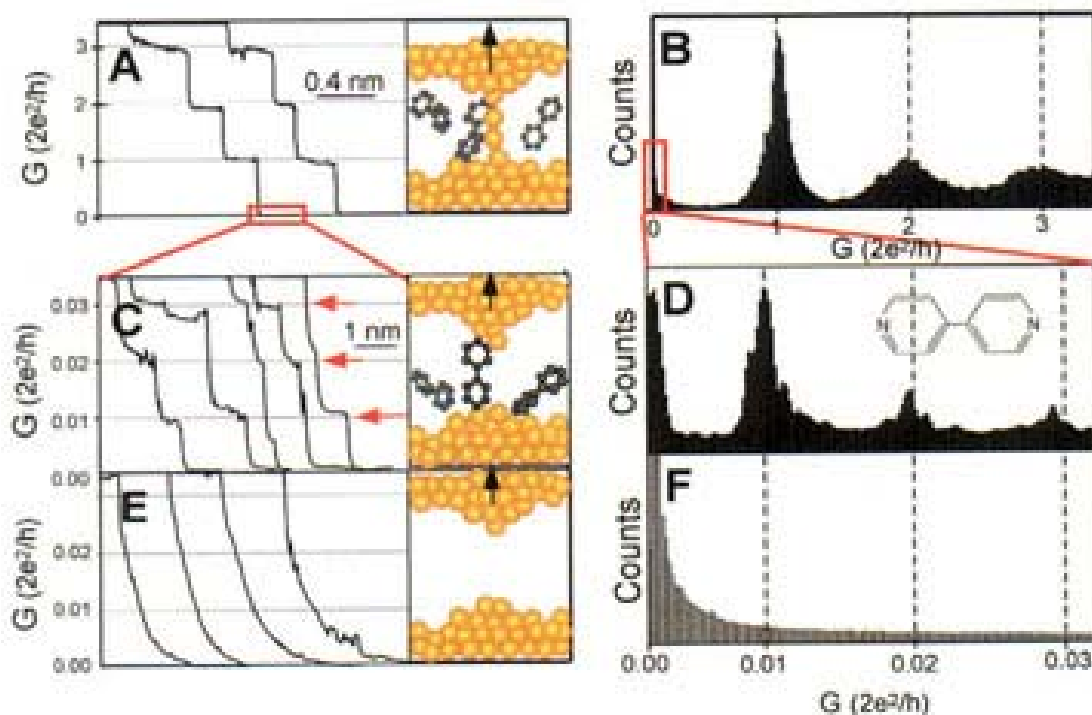 A
G (2e²/h)
3
2
1
0
0.4 nm
B
Counts
0
1
2
3
G (2e²/h)
C
G (2e²/h)
0.03
0.02
0.01
0.00
1 nm
D
Counts
N
N
E
G (2e²/h)
0.02
0.01
0.00
F
Counts
0.00
0.01
0.02
0.03
G (2e²/h)